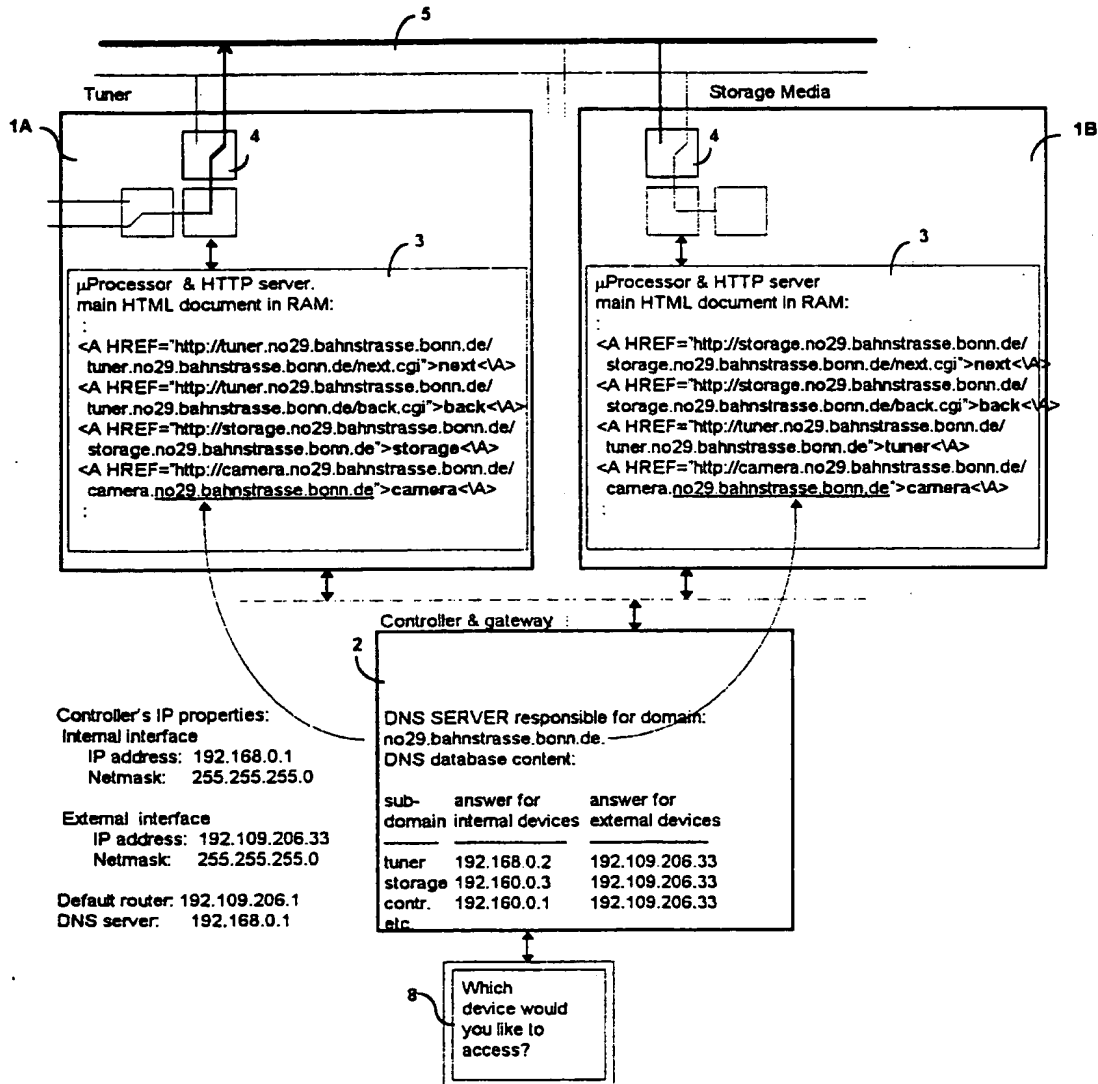 5
Tuner
Storage Media
1A
4
4
1B
3
3
µProcessor & HTTP server.
main HTML document in RAM:
:
<A HREF="http://tuner.no29.bahnstrasse.bonn.de/
tuner.no29.bahnstrasse.bonn.de/next.cgi">next<\A>
<A HREF="http://tuner.no29.bahnstrasse.bonn.de/
tuner.no29.bahnstrasse.bonn.de/back.cgi">back<\A>
<A HREF="http://storage.no29.bahnstrasse.bonn.de/
storage.no29.bahnstrasse.bonn.de">storage<\A>
<A HREF="http://camera.no29.bahnstrasse.bonn.de/
camera.no29.bahnstrasse.bonn.de">camera<\A>
:
µProcessor & HTTP server
main HTML document in RAM:
:
<A HREF="http://storage.no29.bahnstrasse.bonn.de/
storage.no29.bahnstrasse.bonn.de/next.cgi">next<\A>
<A HREF="http://storage.no29.bahnstrasse.bonn.de/
storage.no29.bahnstrasse.bonn.de/back.cgi">back<\A>
<A HREF="http://tuner.no29.bahnstrasse.bonn.de/
tuner.no29.bahnstrasse.bonn.de">tuner<\A>
<A HREF="http://camera.no29.bahnstrasse.bonn.de/
camera.no29.bahnstrasse.bonn.de">camera<\A>
:
Controller & gateway
2
Controller's IP properties:
Internal interface
IP address: 192.168.0.1
Netmask: 255.255.255.0
External interface
IP address: 192.109.206.33
Netmask: 255.255.255.0
Default router: 192.109.206.1
DNS server: 192.168.0.1
DNS SERVER responsible for domain:
no29.bahnstrasse.bonn.de.
DNS database content:
sub- answer for answer for
domain internal devices external devices
tuner 192.168.0.2 192.109.206.33
storage 192.160.0.3 192.109.206.33
contr. 192.160.0.1 192.109.206.33
etc.
8
Which
device would
you like to
access?